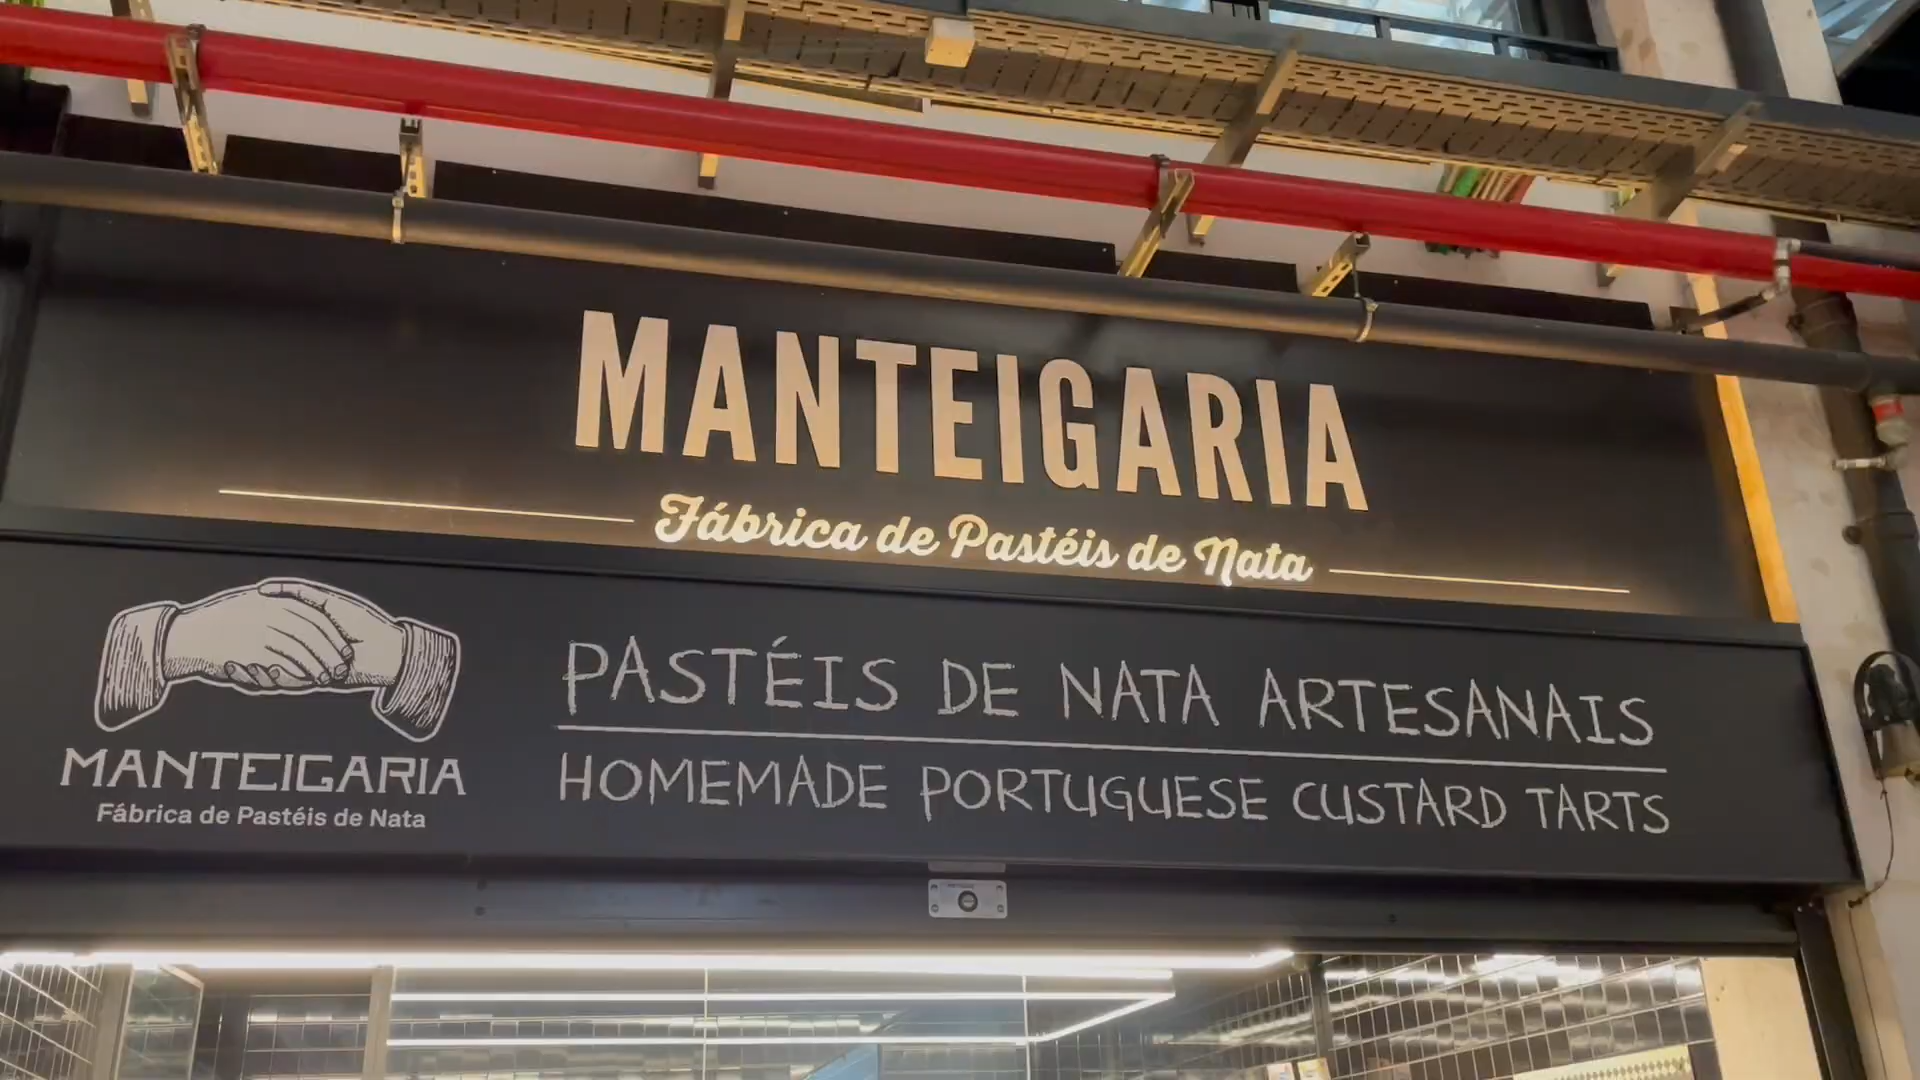 MANTEIGARIA
Fábrica de Pastéis de Nata
MANTEIGARIA
Fábrica de Pastéis de Nata
PASTÉIS DE NATA ARTESANAIS
HOMEMADE PORTUGUESE CUSTARD TARTS